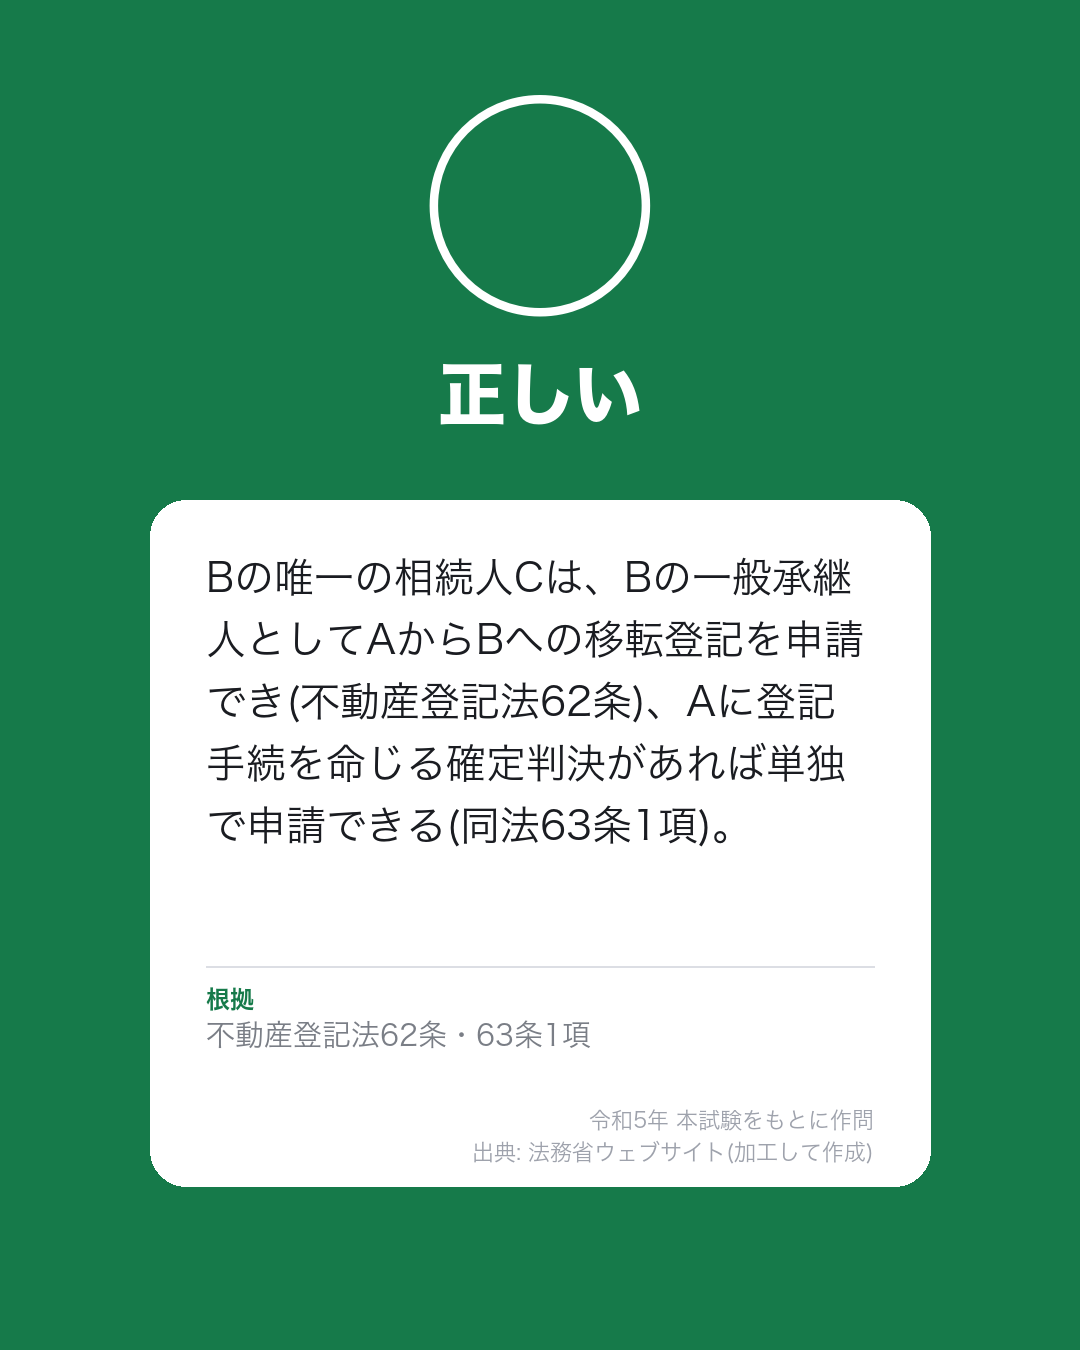 正しい
Bの唯一の相続人Cは、Bの一般承継
人としてAからBへの移転登記を申請
でき(不動産登記法62条)、Aに登記
手続を命じる確定判決があれば単独
で申請できる(同法63条1項)。
根拠
不動産登記法62条・63条1項
令和5年 本試験をもとに作問
出典: 法務省ウェブサイト(加工して作成)